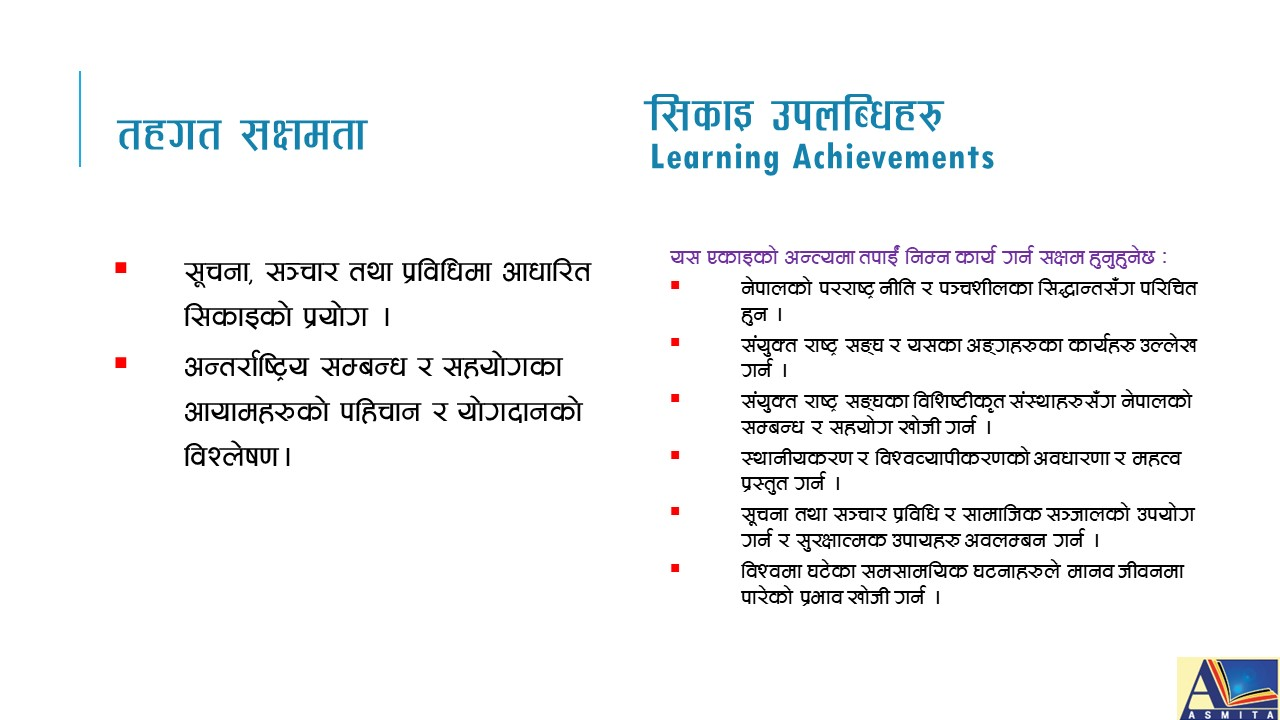 तहगत सक्षमता
सूचना, सञ्चार तथा प्रविधिमा आधारित
सिकाइको प्रयोग ।
अन्तर्राष्ट्रिय सम्बन्ध र सहयोगका
आयामहरुको पहिचान र योगदानको
विश्लेषण।
सिकाइ उपलब्धिहरु
Learning Achievements
यस एकाइको अन्त्यमा तपाईँ निम्न कार्य गर्न सक्षम हुनुहुनेछ :
नेपालको परराष्ट्र नीति र पञ्चशीलका सिद्धान्तसँग परिचित
हुन ।
संयुक्त राष्ट्र सङ्घ र यसका अङ्गहरुका कार्यहरु उल्लेख
गर्न ।
संयुक्त राष्ट्र सङ्घका विशिष्टीकृत संस्थाहरुसँग नेपालको
सम्बन्ध र सहयोग खोजी गर्न ।
स्थानीयकरण र विश्वव्यापीकरणको अवधारणा र महत्व
प्रस्तुत गर्न ।
सूचना तथा सञ्चार प्रविधि र सामाजिक सञ्जालको उपयोग
गर्न र सुरक्षात्मक उपायहरु अवलम्बन गर्न ।
विश्वमा घटेका समसामयिक घटनाहरुले मानव जीवनमा
पारेको प्रभाव खोजी गर्न ।
ASMITA